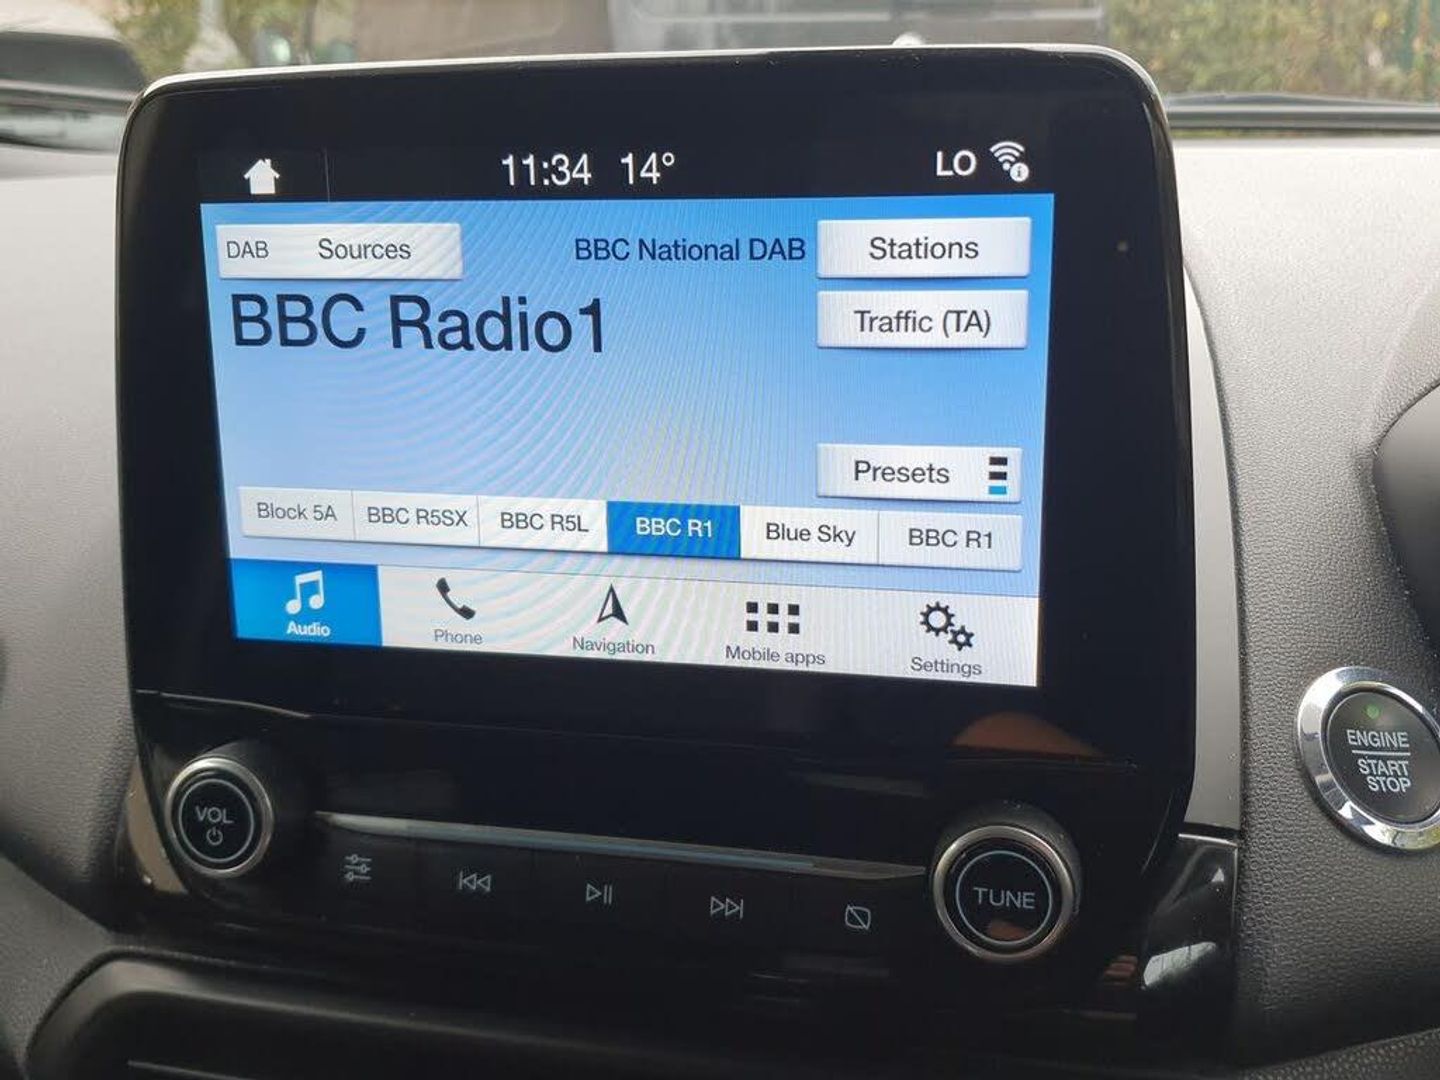 11:34 14° LO
DAB Sources BBC National DAB Stations
BBC Radio1
Traffic (TA)
Presets
Block 5A BBC R5SX BBC R5L BBC R1 Blue Sky BBC R1
Audio Phone Navigation Mobile apps Settings
VOL
TUNE
ENGINE
START
STOP